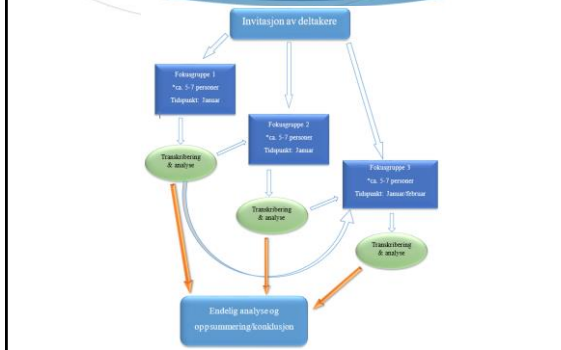 Invitasjon av deltakere
Fokusgruppe 1
*ca. 5-7 personer
Tidspunkt: Januar
Transkribering
& analyse
Fokusgruppe 2
*ca. 5-7 personer
Tidspunkt: Januar
Transkribering
& analyse
Fokusgruppe 3
*ca. 5-7 personer
Tidspunkt: Januar/februar
Transkribering
& analyse
Endelig analyse og
oppsummering/konklusjon